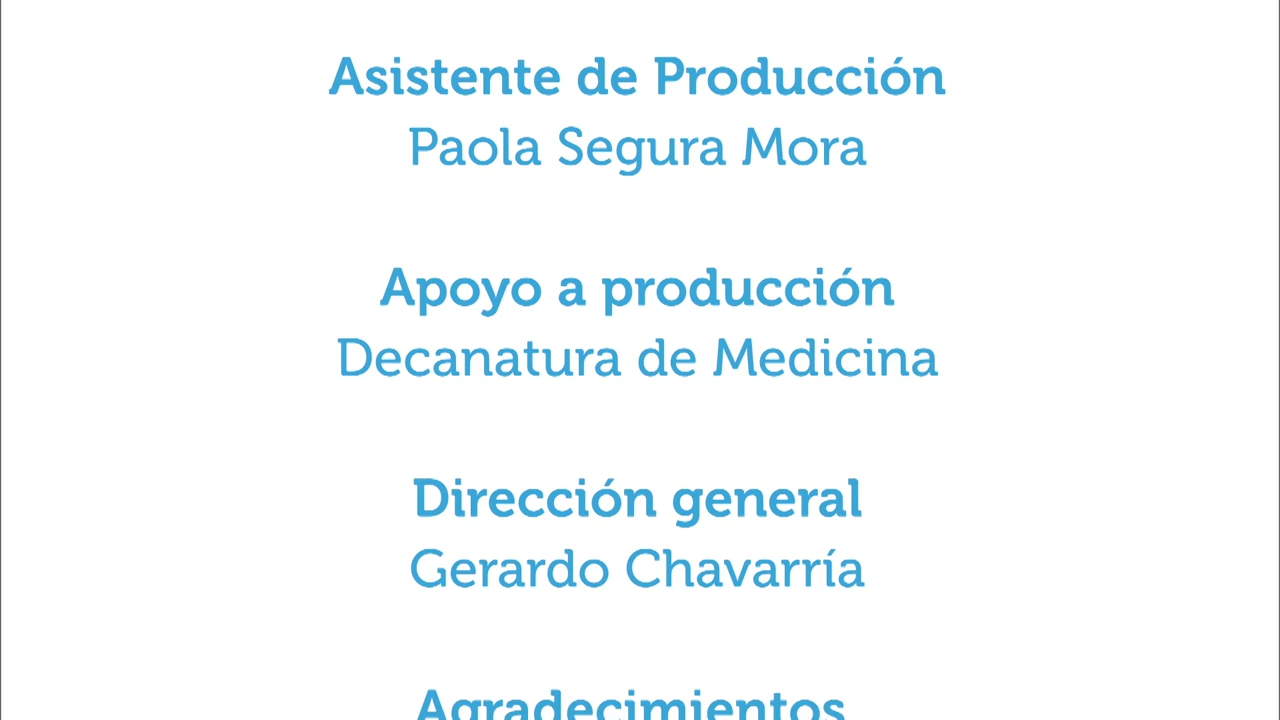 Asistente de Producción
Paola Segura Mora
Apoyo a producción
Decanatura de Medicina
Dirección general
Gerardo Chavarría
Agradecimientos